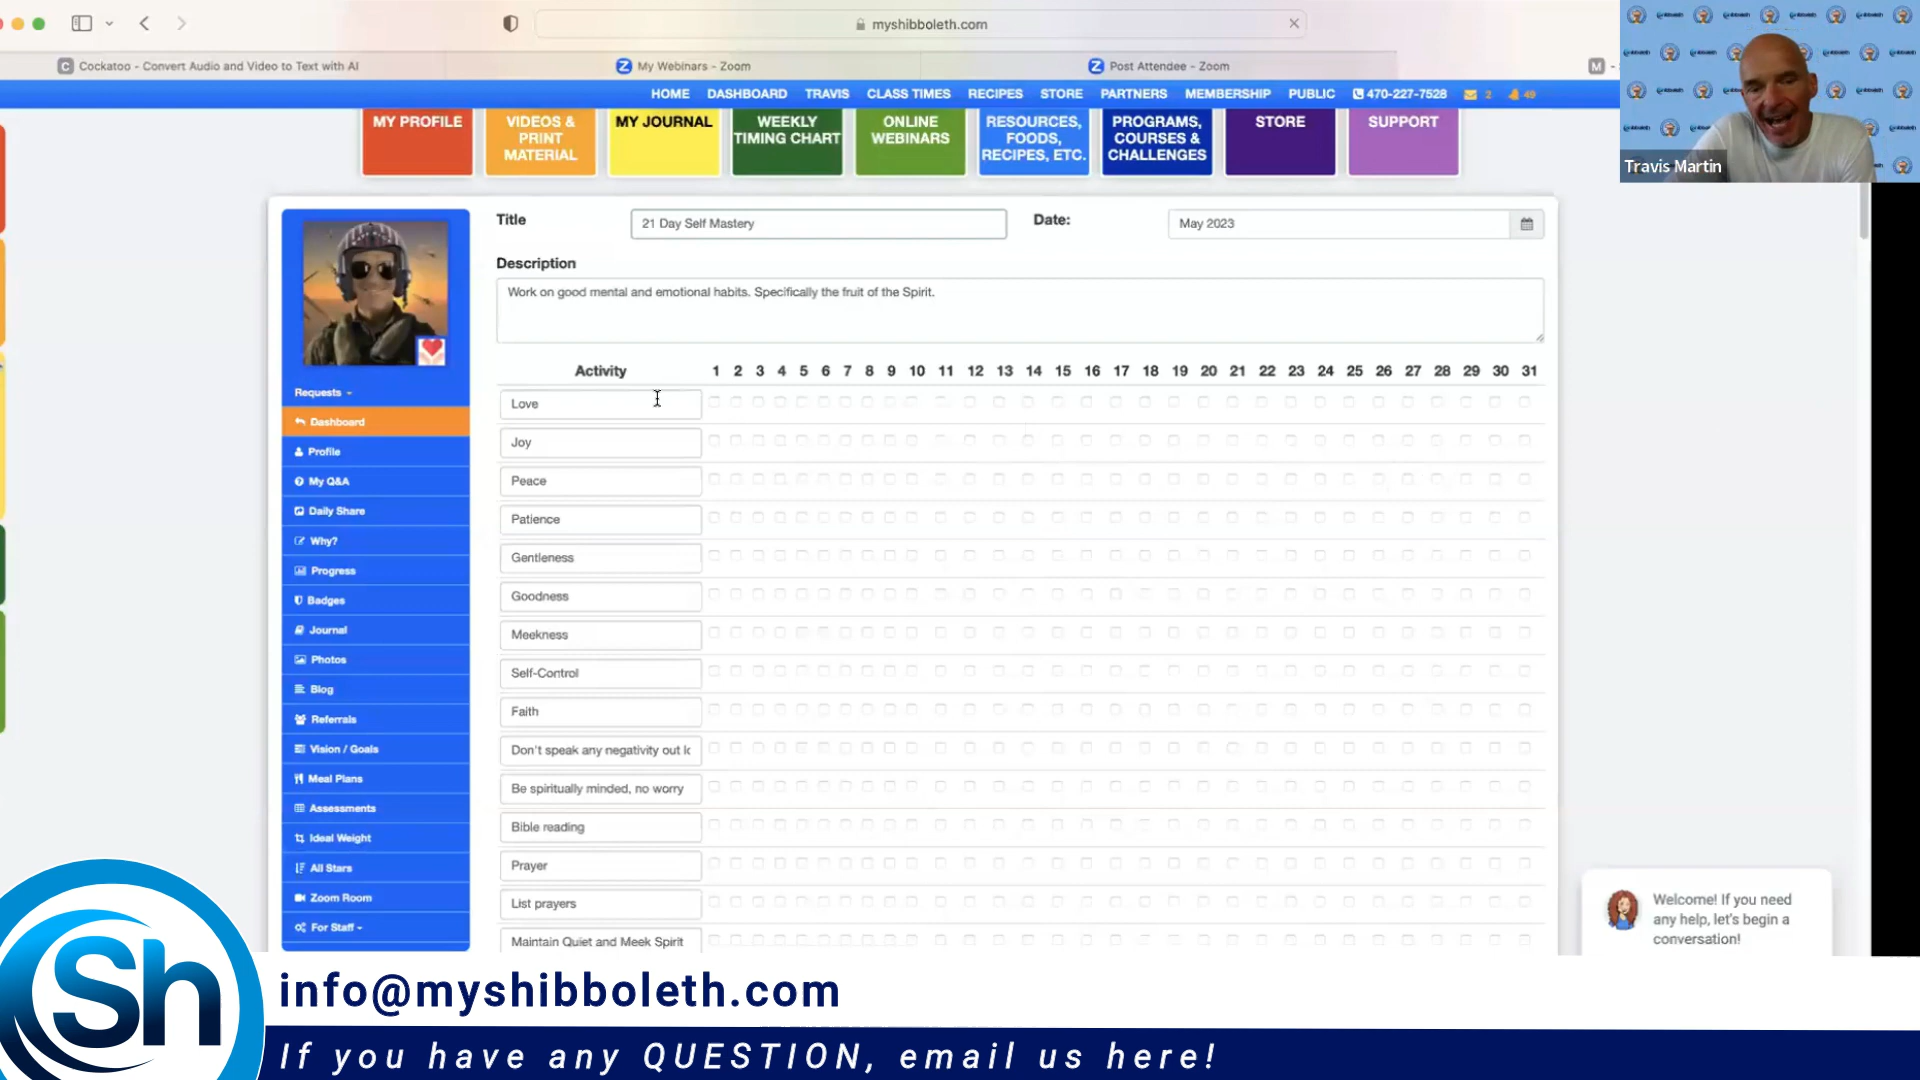 myshibboleth.com
Cockatoo - Convert Audio and Video to Text with AI
My Webinars - Zoom
Post Attendee - Zoom
HOME DASHBOARD TRAVIS CLASS TIMES RECIPES STORE PARTNERS MEMBERSHIP PUBLIC 470-227-7528 2 49
MY PROFILE
VIDEOS &
PRINT
MATERIAL
MY JOURNAL
WEEKLY
TIMING CHART
ONLINE
WEBINARS
RESOURCES,
FOODS,
RECIPES, ETC.
PROGRAMS,
COURSES &
CHALLENGES
STORE
SUPPORT
Travis Martin
Title 21 Day Self Mastery Date: May 2023
Description
Work on good mental and emotional habits. Specifically the fruit of the Spirit.
Activity 1 2 3 4 5 6 7 8 9 10 11 12 13 14 15 16 17 18 19 20 21 22 23 24 25 26 27 28 29 30 31
Love
Joy
Peace
Patience
Gentleness
Goodness
Meekness
Self-Control
Faith
Don't speak any negativity out lo
Be spiritually minded, no worry
Bible reading
Prayer
List prayers
Maintain Quiet and Meek Spirit
Requests
Dashboard
Profile
My Q&A
Daily Share
Why?
Progress
Badges
Journal
Photos
Blog
Referrals
Vision / Goals
Meal Plans
Assessments
Ideal Weight
All Stars
Zoom Room
For Staff
Welcome! If you need
any help, let's begin a
conversation!
Sh
info@myshibboleth.com
If you have any QUESTION, email us here!